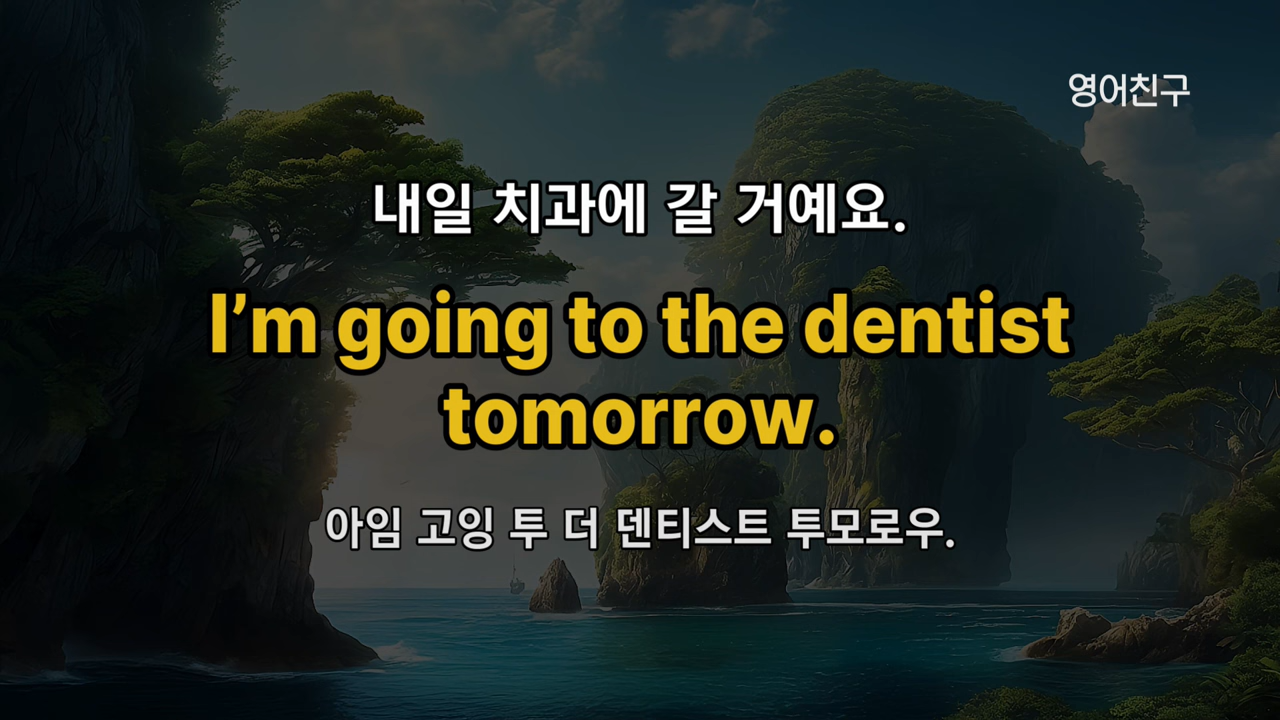 영어친구
내일 치과에 갈 거예요.
I'm going to the dentist
tomorrow.
아임 고잉 투 더 덴티스트 투모로우.